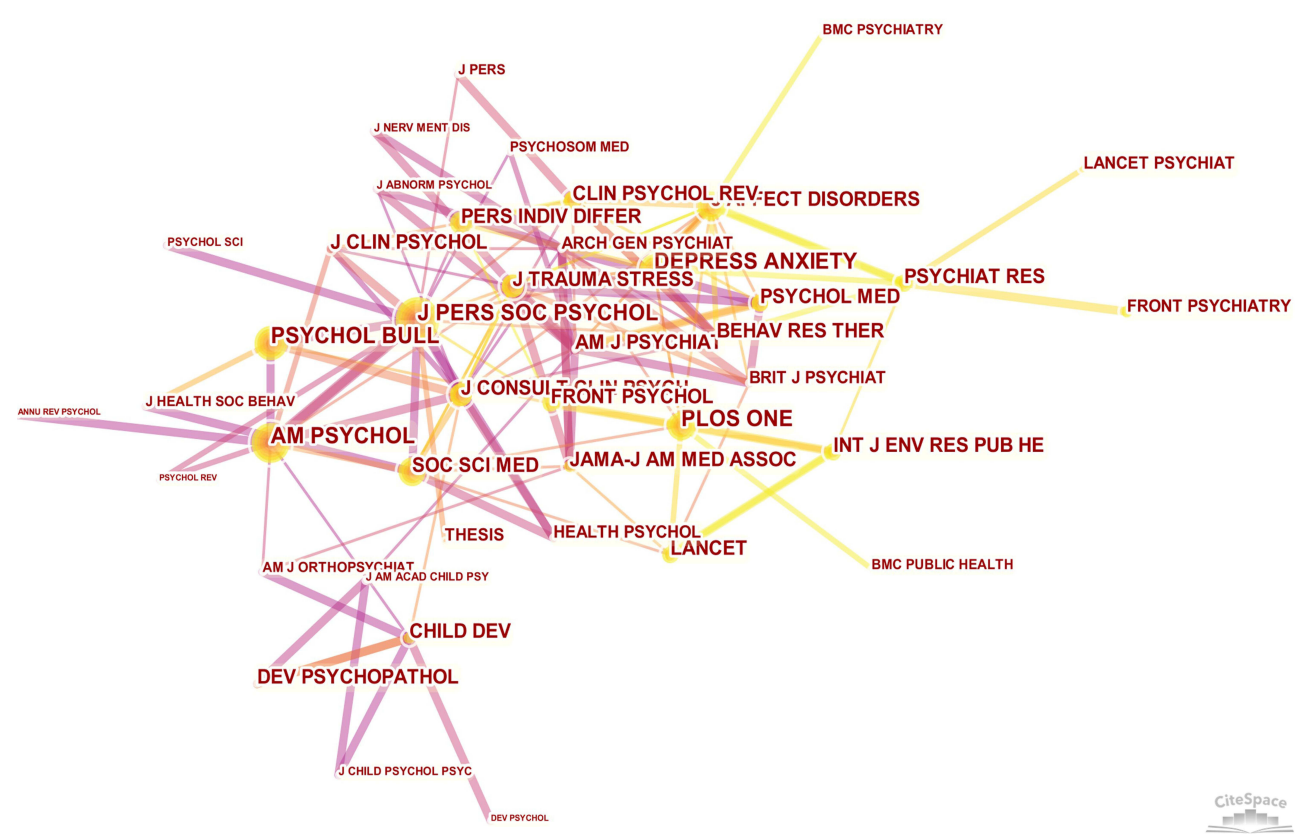 BMC PSYCHIATRY
J PERS
J NERV MENT DIS
PSYCHOSOM MED
LANCET PSYCHIAT
J ABNORM PSYCHOL
CLIN PSYCHOL REV
AFFECT DISORDERS
PERS INDIV DIFFER
PSYCHOL SCI
J CLIN PSYCHOL
ARCH GEN PSYCHIAT
DEPRESS ANXIETY
J TRAUMA STRESS
PSYCHIAT RES
PSYCHOL MED
FRONT PSYCHIATRY
J PERS SOC PSYCHOL
BEHAV RES THER
PSYCHOL BULL
AM J PSYCHIAT
BRIT J PSYCHIAT
J CONSULT CLIN PSYCH
FRONT PSYCHOL
J HEALTH SOC BEHAV
ANNU REV PSYCHOL
PLOS ONE
AM PSYCHOL
INT J ENV RES PUB HE
JAMA-J AM MED ASSOC
SOC SCI MED
PSYCHOL REV
HEALTH PSYCHOL
THESIS
LANCET
BMC PUBLIC HEALTH
AM J ORTHOPSYCHIAT
J AM ACAD CHILD PSY
CHILD DEV
DEV PSYCHOPATHOL
J CHILD PSYCHOL PSYC
CiteSpace
DEV PSYCHOL